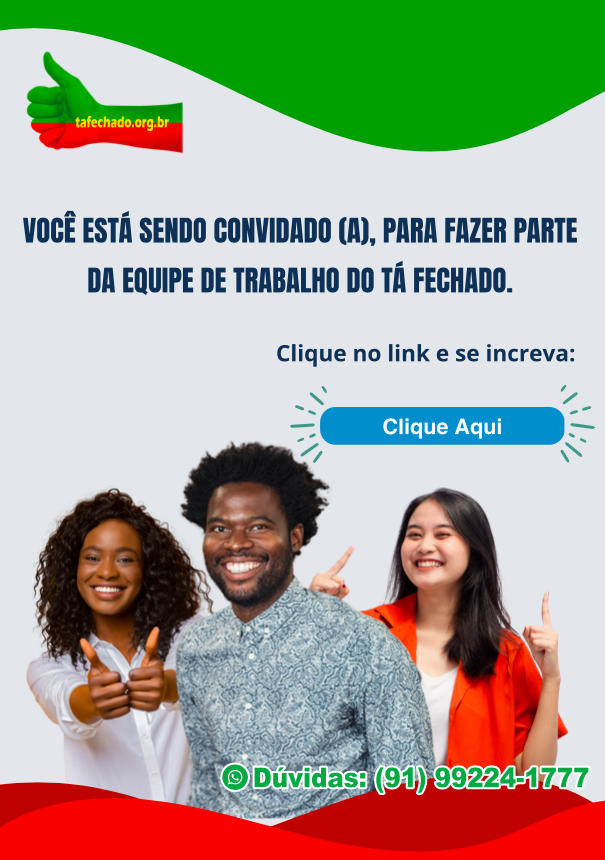 tafechado.org.br
VOCÊ ESTÁ SENDO CONVIDADO (A), PARA FAZER PARTE
DA EQUIPE DE TRABALHO DO TÁ FECHADO.
Clique no link e se increva:
Clique Aqui
Dúvidas: (91) 99224-1777